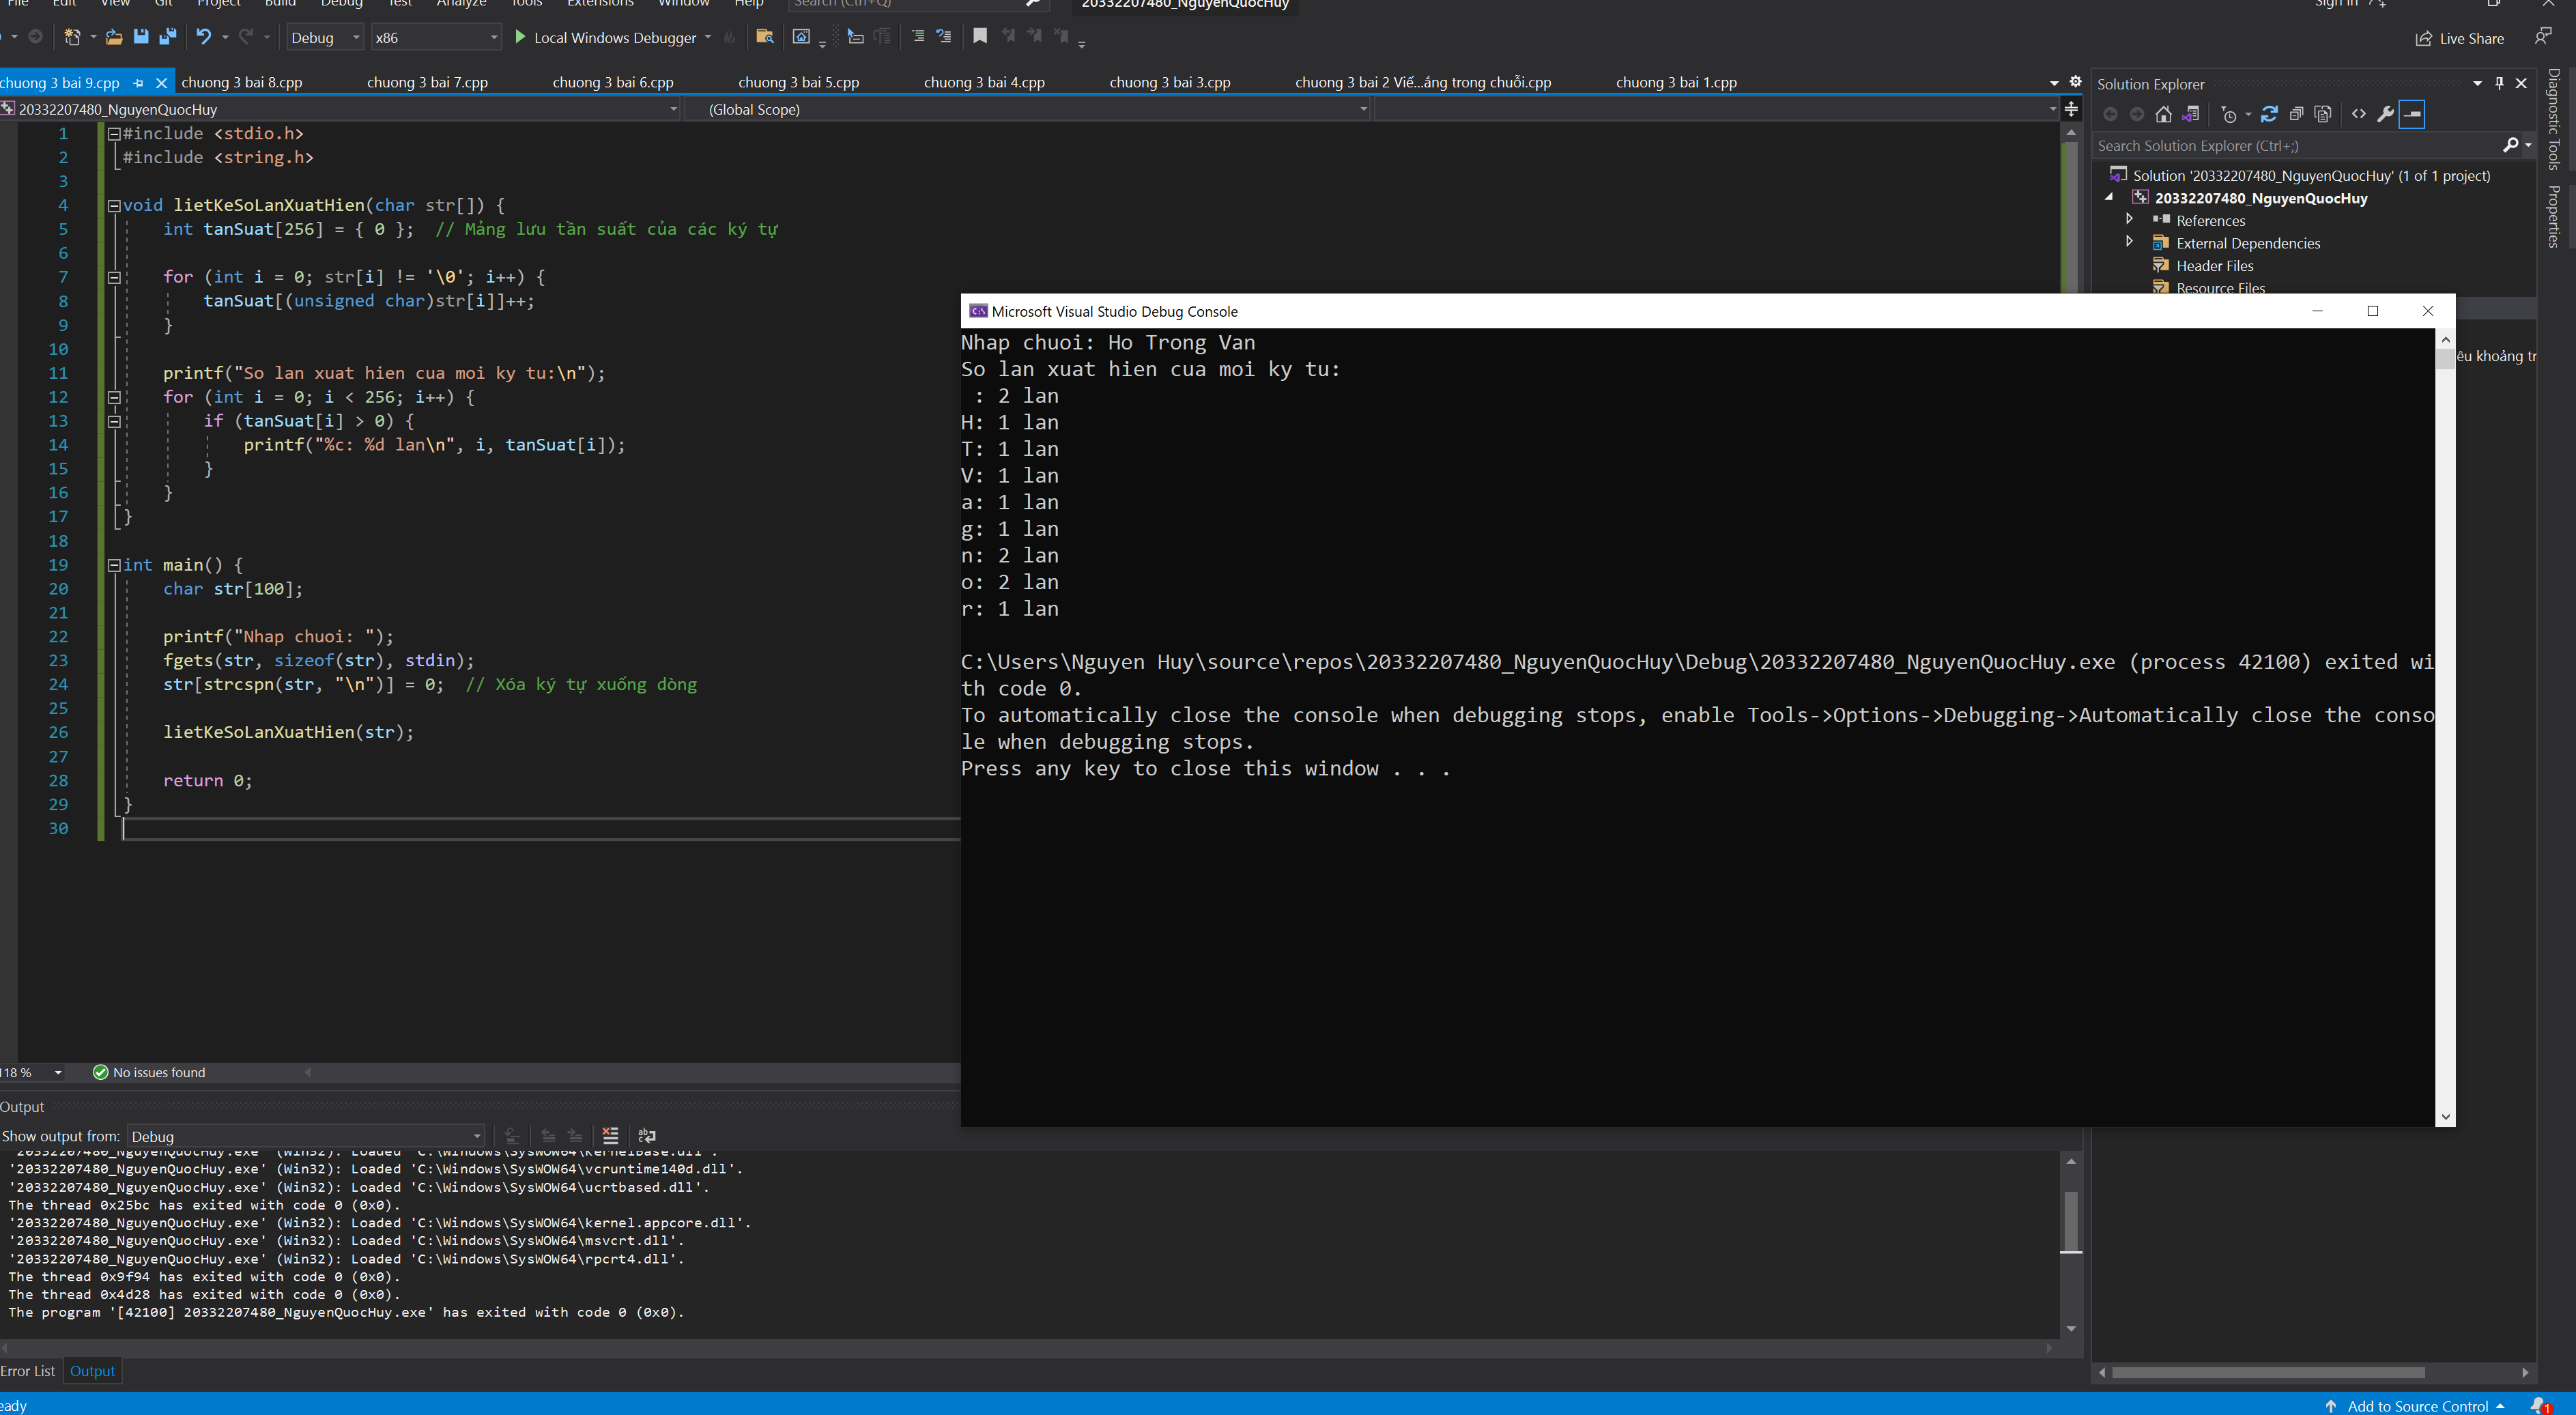 File Edit View Git Project Build Debug Test Analyze Tools Extensions Window Help Search (Ctrl+Q) 20332207480_NguyenQuocHuy Sign in
Debug x86 Local Windows Debugger Live Share
chuong 3 bai 9.cpp chuong 3 bai 8.cpp chuong 3 bai 7.cpp chuong 3 bai 6.cpp chuong 3 bai 5.cpp chuong 3 bai 4.cpp chuong 3 bai 3.cpp chuong 3 bai 2 Viế...ắng trong chuỗi.cpp chuong 3 bai 1.cpp
20332207480_NguyenQuocHuy (Global Scope)
1 #include <stdio.h>
2 #include <string.h>
3
4 void lietKeSoLanXuatHien(char str[]) {
5 int tanSuat[256] = { 0 }; // Mảng lưu tần suất của các ký tự
6
7 for (int i = 0; str[i] != '\0'; i++) {
8 tanSuat[(unsigned char)str[i]]++;
9 }
10
11 printf("So lan xuat hien cua moi ky tu:\n");
12 for (int i = 0; i < 256; i++) {
13 if (tanSuat[i] > 0) {
14 printf("%c: %d lan\n", i, tanSuat[i]);
15 }
16 }
17 }
18
19 int main() {
20 char str[100];
21
22 printf("Nhap chuoi: ");
23 fgets(str, sizeof(str), stdin);
24 str[strcspn(str, "\n")] = 0; // Xóa ký tự xuống dòng
25
26 lietKeSoLanXuatHien(str);
27
28 return 0;
29 }
30
Microsoft Visual Studio Debug Console
Nhap chuoi: Ho Trong Van
So lan xuat hien cua moi ky tu:
 : 2 lan
H: 1 lan
T: 1 lan
V: 1 lan
a: 1 lan
g: 1 lan
n: 2 lan
o: 2 lan
r: 1 lan
C:\Users\Nguyen Huy\source\repos\20332207480_NguyenQuocHuy\Debug\20332207480_NguyenQuocHuy.exe (process 42100) exited wi
th code 0.
To automatically close the console when debugging stops, enable Tools->Options->Debugging->Automatically close the conso
le when debugging stops.
Press any key to close this window . . .
Solution Explorer
Search Solution Explorer (Ctrl+;)
Solution '20332207480_NguyenQuocHuy' (1 of 1 project)
20332207480_NguyenQuocHuy
References
External Dependencies
Header Files
Resource Files
êu khoảng tr
Diagnostic Tools
Properties
118 % No issues found
Output
Show output from: Debug
'20332207480_NguyenQuocHuy.exe' (Win32): Loaded 'C:\Windows\SysWOW64\KernelBase.dll'.
'20332207480_NguyenQuocHuy.exe' (Win32): Loaded 'C:\Windows\SysWOW64\vcruntime140d.dll'.
'20332207480_NguyenQuocHuy.exe' (Win32): Loaded 'C:\Windows\SysWOW64\ucrtbased.dll'.
The thread 0x25bc has exited with code 0 (0x0).
'20332207480_NguyenQuocHuy.exe' (Win32): Loaded 'C:\Windows\SysWOW64\kernel.appcore.dll'.
'20332207480_NguyenQuocHuy.exe' (Win32): Loaded 'C:\Windows\SysWOW64\msvcrt.dll'.
'20332207480_NguyenQuocHuy.exe' (Win32): Loaded 'C:\Windows\SysWOW64\rpcrt4.dll'.
The thread 0x9f94 has exited with code 0 (0x0).
The thread 0x4d28 has exited with code 0 (0x0).
The program '[42100] 20332207480_NguyenQuocHuy.exe' has exited with code 0 (0x0).
Error List Output
eady Add to Source Control 1